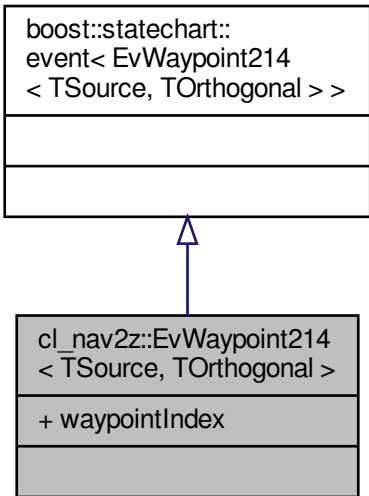 boost::statechart::
event< EvWaypoint214
< TSource, TOrthogonal > >
cl_nav2z::EvWaypoint214
< TSource, TOrthogonal >
+ waypointIndex